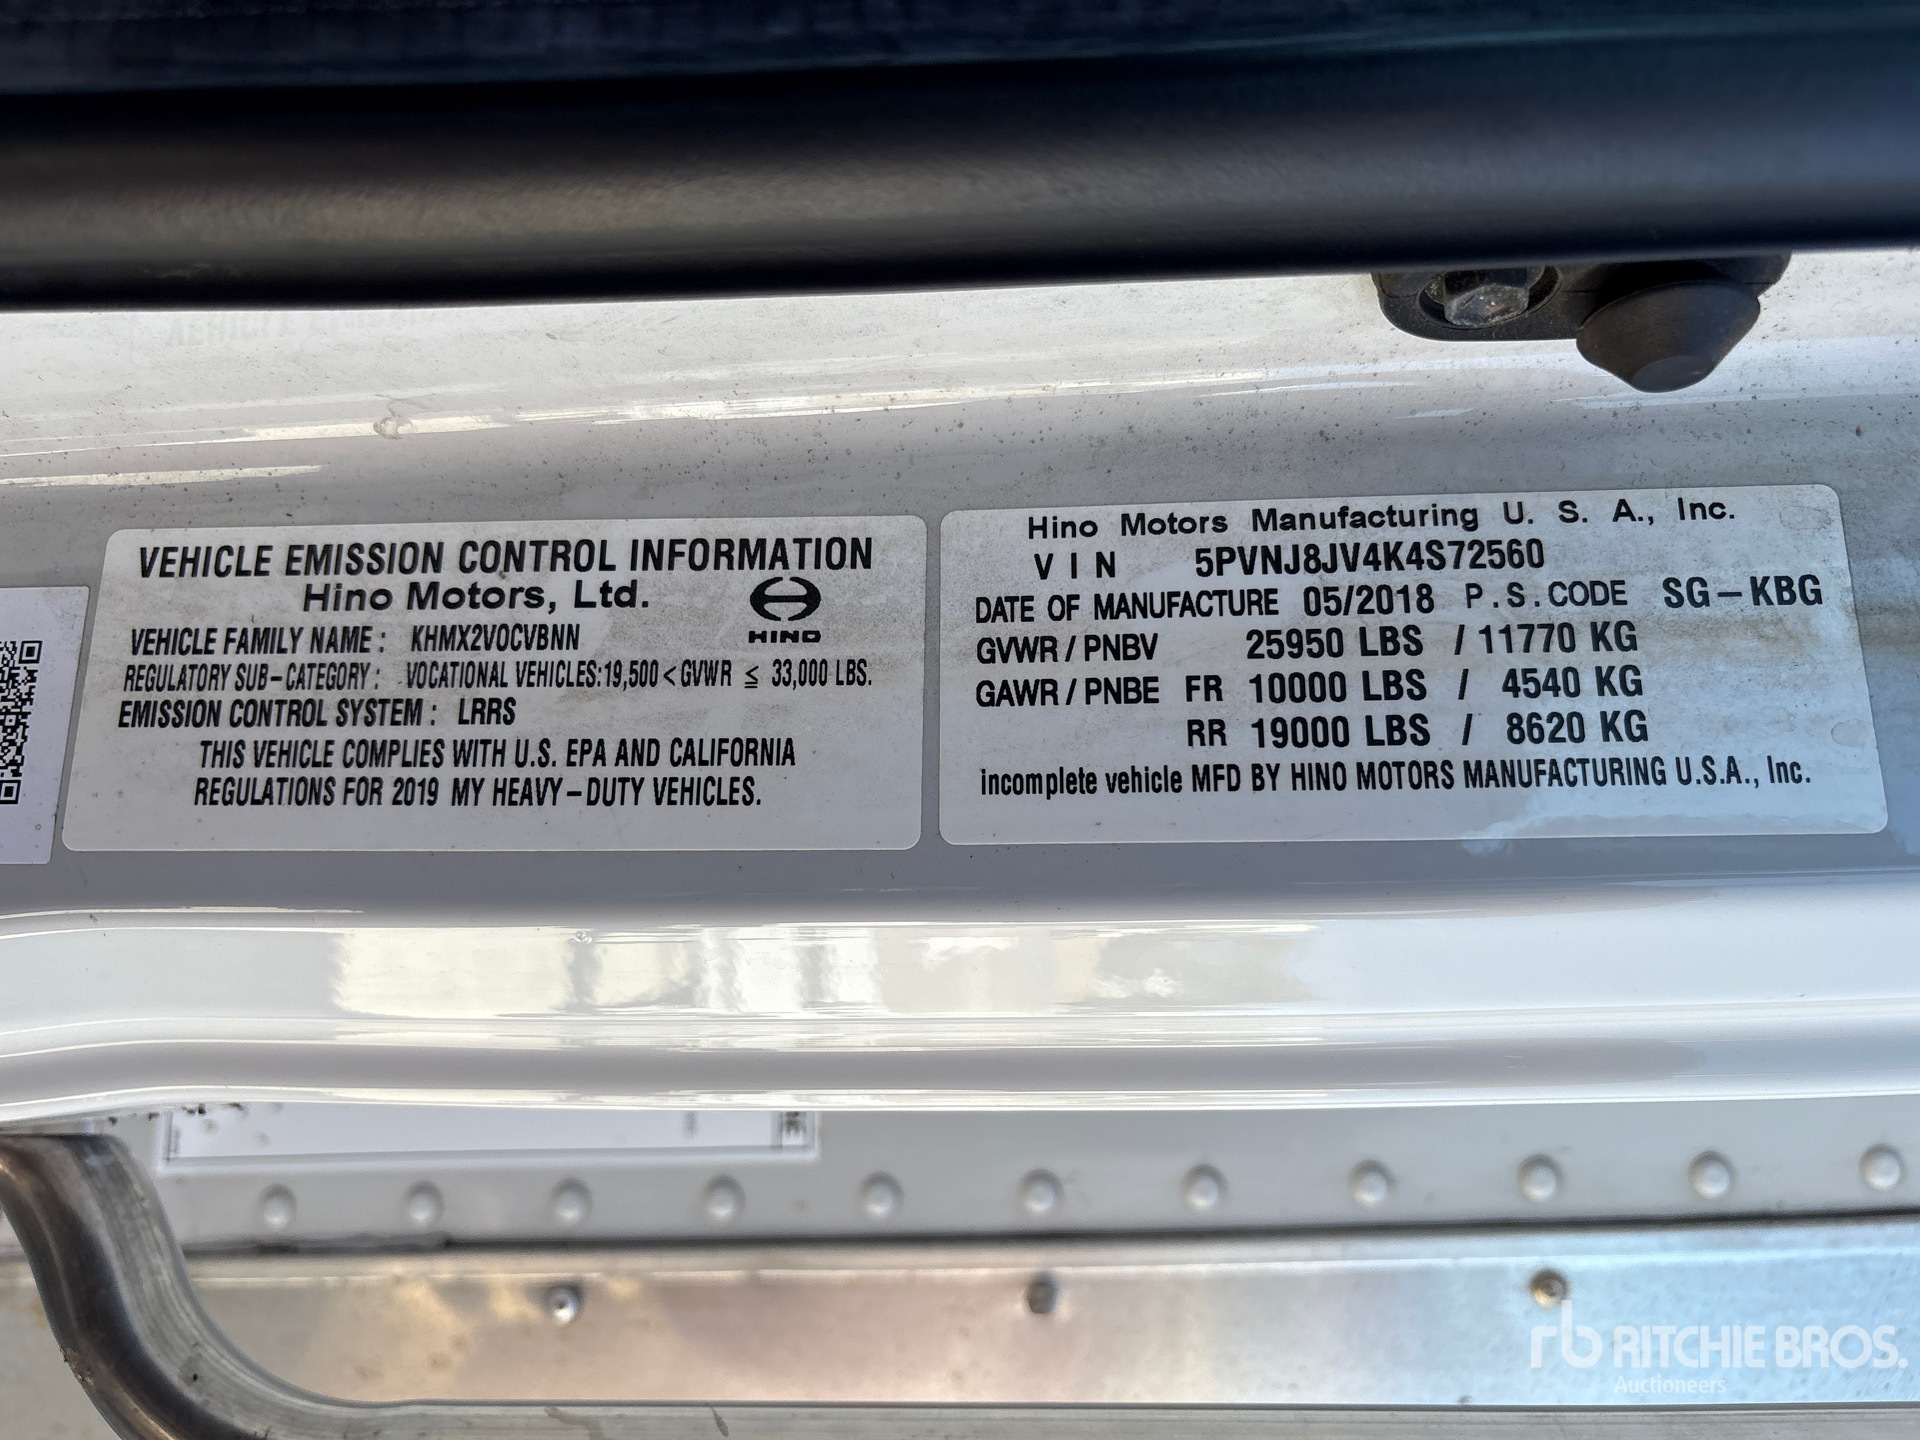 VEHICLE EMISSION CONTROL INFORMATION
Hino Motors, Ltd.
HINO
VEHICLE FAMILY NAME : KHMX2VOCVBNN
REGULATORY SUB-CATEGORY : VOCATIONAL VEHICLES:19,500 < GVWR ≦ 33,000 LBS.
EMISSION CONTROL SYSTEM : LRRS
THIS VEHICLE COMPLIES WITH U.S. EPA AND CALIFORNIA
REGULATIONS FOR 2019 MY HEAVY-DUTY VEHICLES.
Hino Motors Manufacturing U. S. A., Inc.
VIN 5PVNJ8JV4K4S72560
DATE OF MANUFACTURE 05/2018 P.S.CODE SG-KBG
GVWR / PNBV 25950 LBS / 11770 KG
GAWR / PNBE FR 10000 LBS / 4540 KG
RR 19000 LBS / 8620 KG
incomplete vehicle MFD BY HINO MOTORS MANUFACTURING U.S.A., Inc.
rb RITCHIE BROS.
Auctioneers